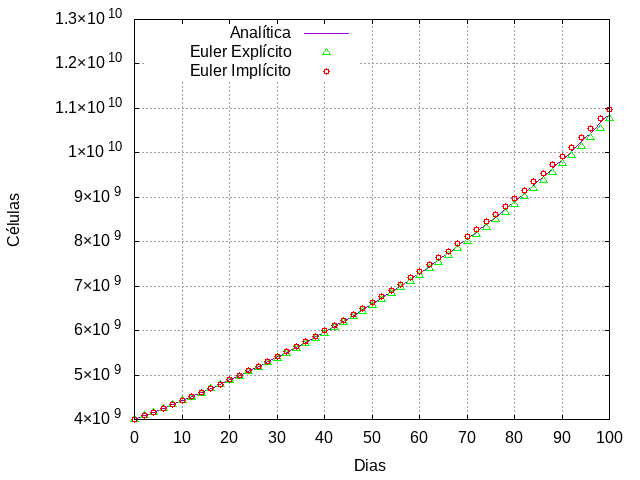 1.3×10 10
1.2×10 10
1.1×10 10
1×10 10
9×10 9
8×10 9
7×10 9
6×10 9
5×10 9
4×10 9
Células
Analítica
Euler Explícito
Euler Implícito
0 10 20 30 40 50 60 70 80 90 100
Dias